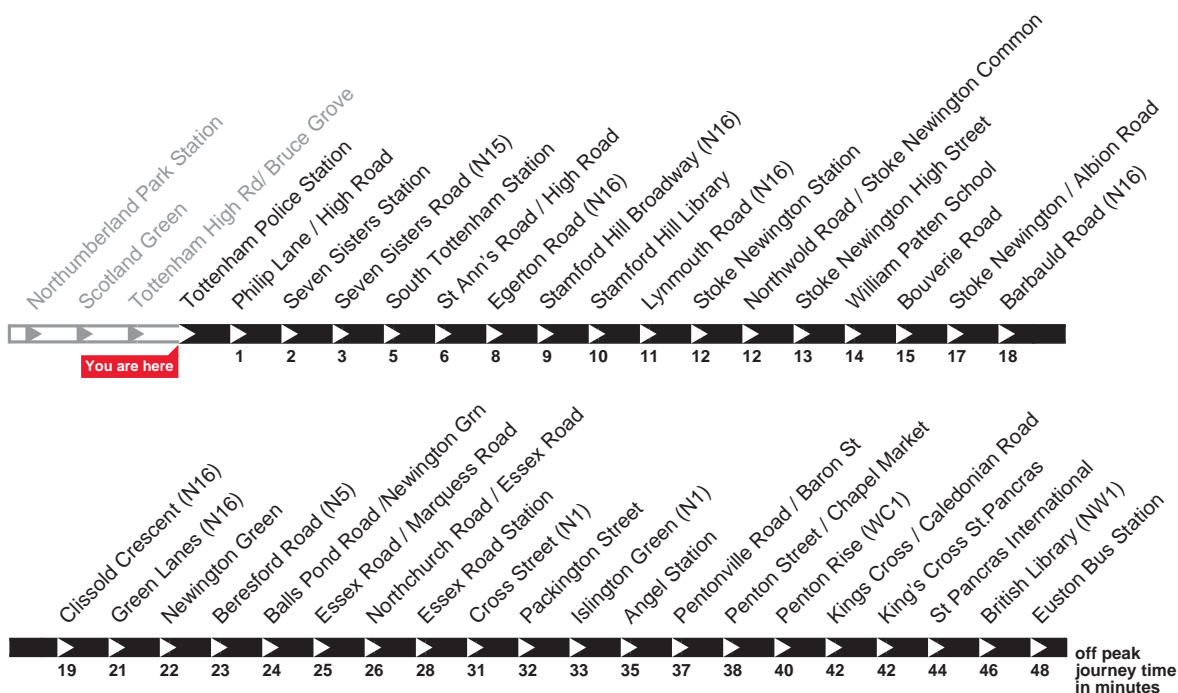 Northumberland Park Station
Scotland Green
Tottenham High Rd/ Bruce Grove
Tottenham Police Station
Philip Lane / High Road
Seven Sisters Station
Seven Sisters Road (N15)
South Tottenham Station
St Ann's Road / High Road
Egerton Road (N16)
Stamford Hill Broadway (N16)
Stanford Hill Library
Lynmouth Road (N16)
Stoke Newington Station
Northwold Road / Stoke Newington Common
Stoke Newington High Street
William Patten School
Bouverie Road
Stoke Newington / Albion Road
Barbauld Road (N16)
You are here
1 2 3 5 6 8 9 10 11 12 12 13 14 15 17 18
Clissold Crescent (N16)
Green Lanes (N16)
Newington Green
Beresford Road (N5)
Balls Pond Road /Newington Grn
Essex Road / Marquess Road
Northchurch Road / Essex Road
Essex Road Station
Cross Street (N1)
Packington Street
Islington Green (N1)
Angel Station
Pentonville Road / Baron St
Penton Street / Chapel Market
Penton Rise (WC1)
Kings Cross / Caledonian Road
King's Cross St.Pancras
St Pancras International
British Library (NW1)
Euston Bus Station
19 21 22 23 24 25 26 28 31 32 33 35 37 38 40 42 42 44 46 48
off peak
journey time
in minutes